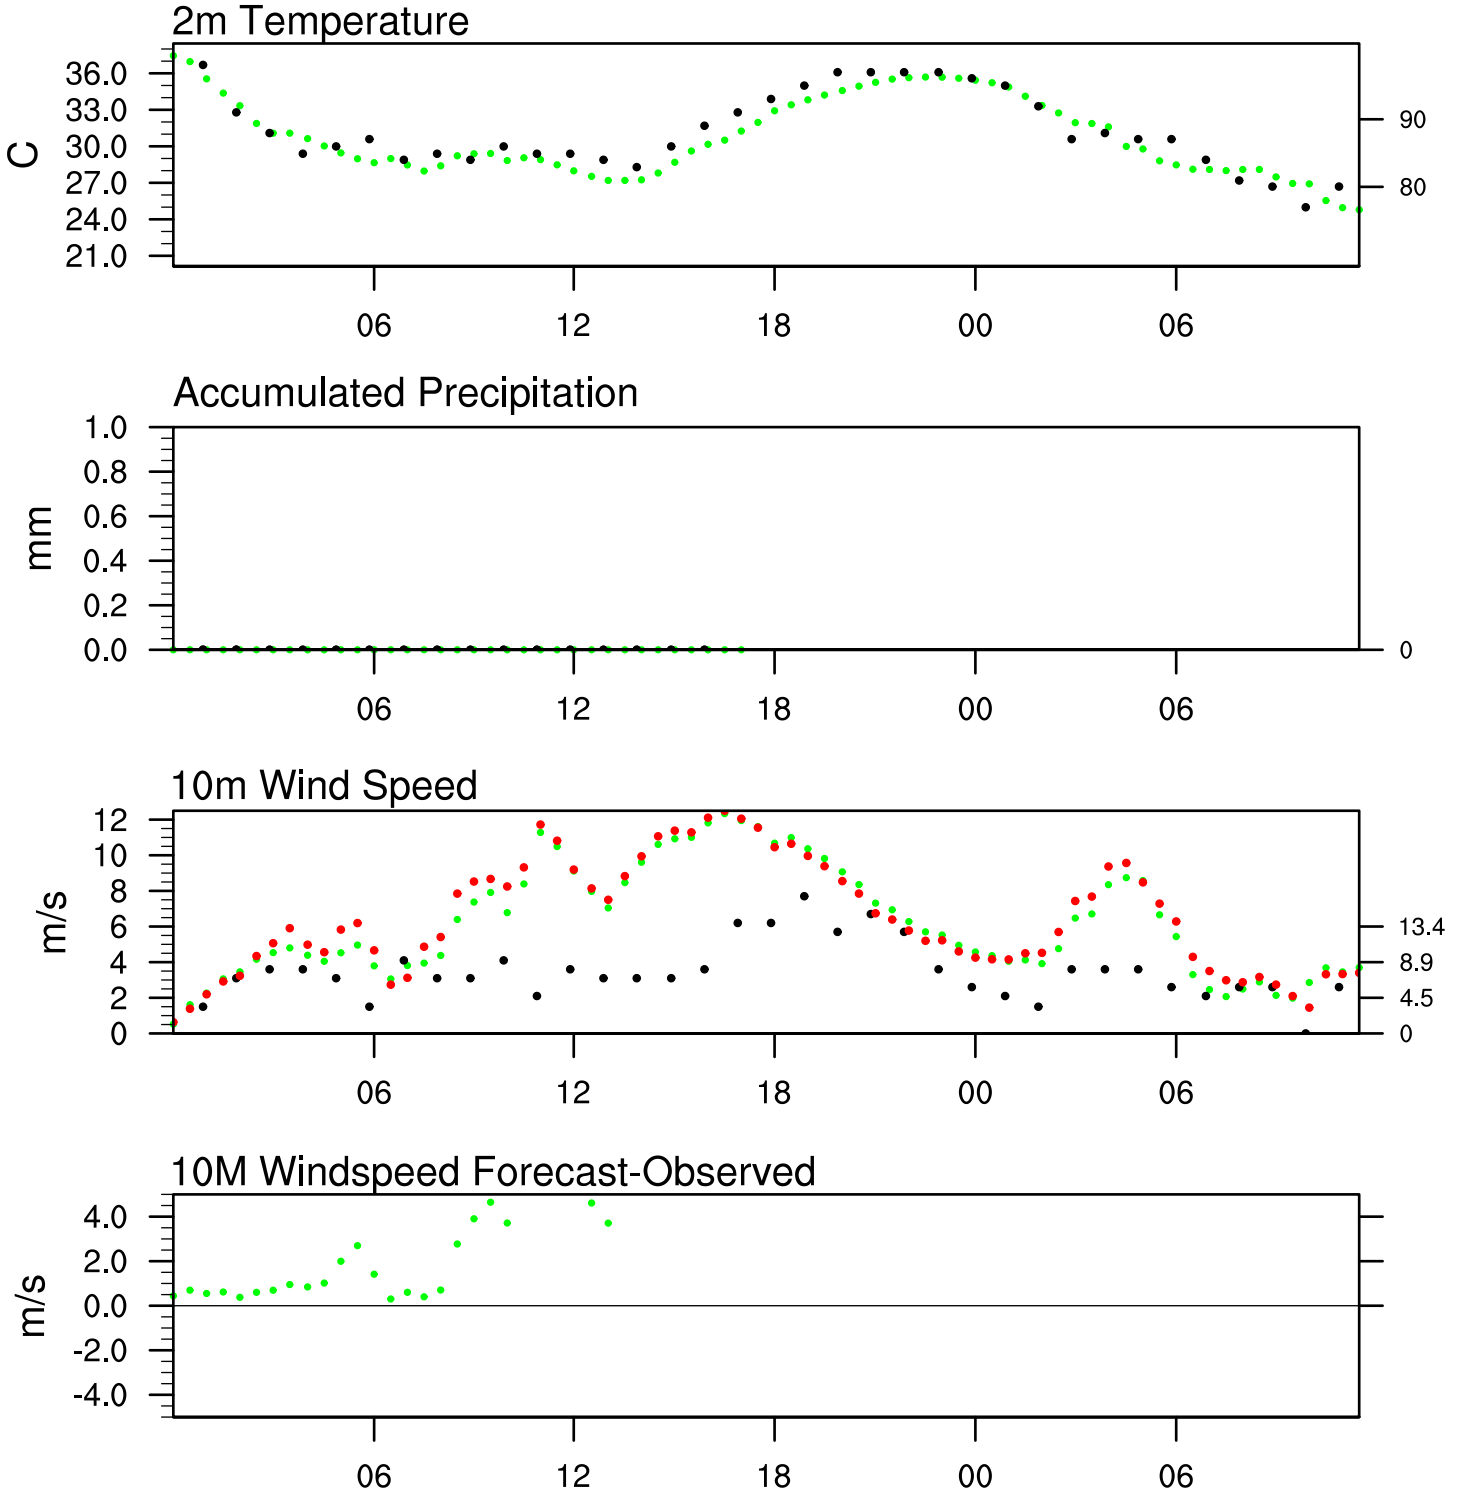 2m Temperature
36.0
33.0
30.0
27.0
24.0
21.0
C
90
80
06 12 18 00 06
Accumulated Precipitation
1.0
0.8
0.6
0.4
0.2
0.0
mm
0
06 12 18 00 06
10m Wind Speed
12
10
8
6
4
2
0
m/s
13.4
8.9
4.5
0
06 12 18 00 06
10M Windspeed Forecast-Observed
4.0
2.0
0.0
-2.0
-4.0
m/s
06 12 18 00 06